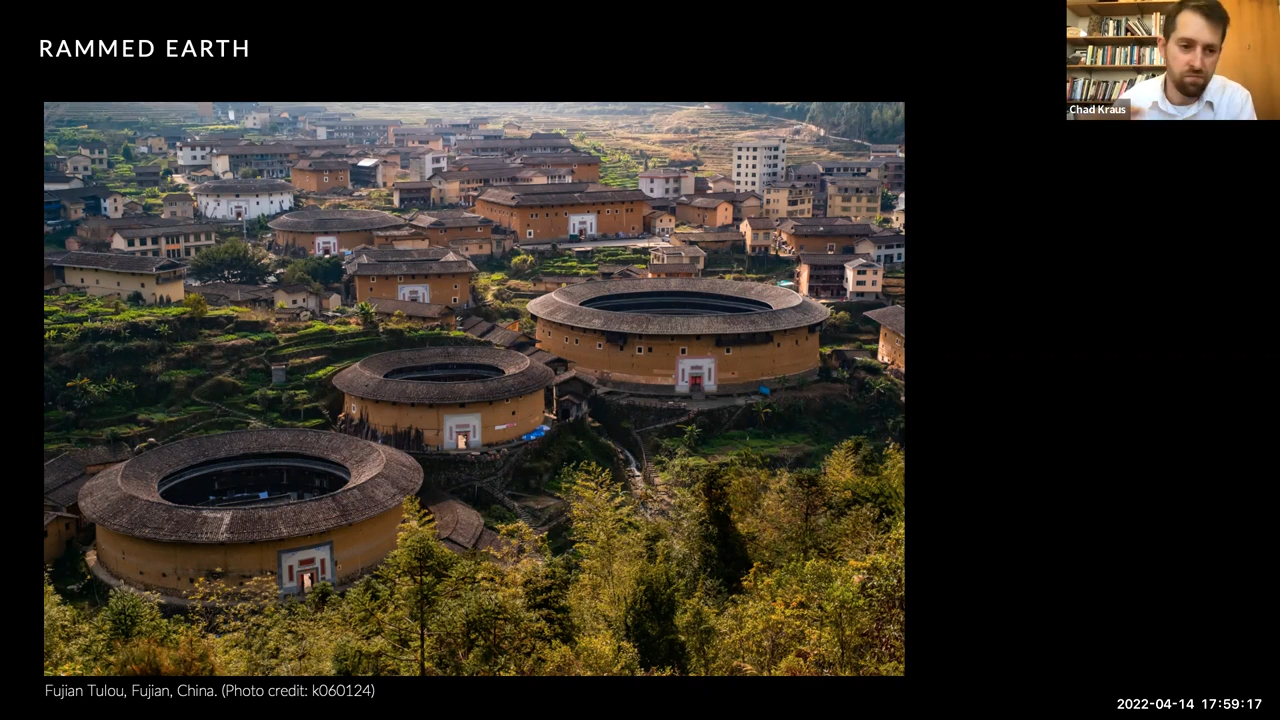 RAMMED EARTH
Chad Kraus
Fujian Tulou, Fujian, China. (Photo credit: k060124)
2022-04-14 17:59:17